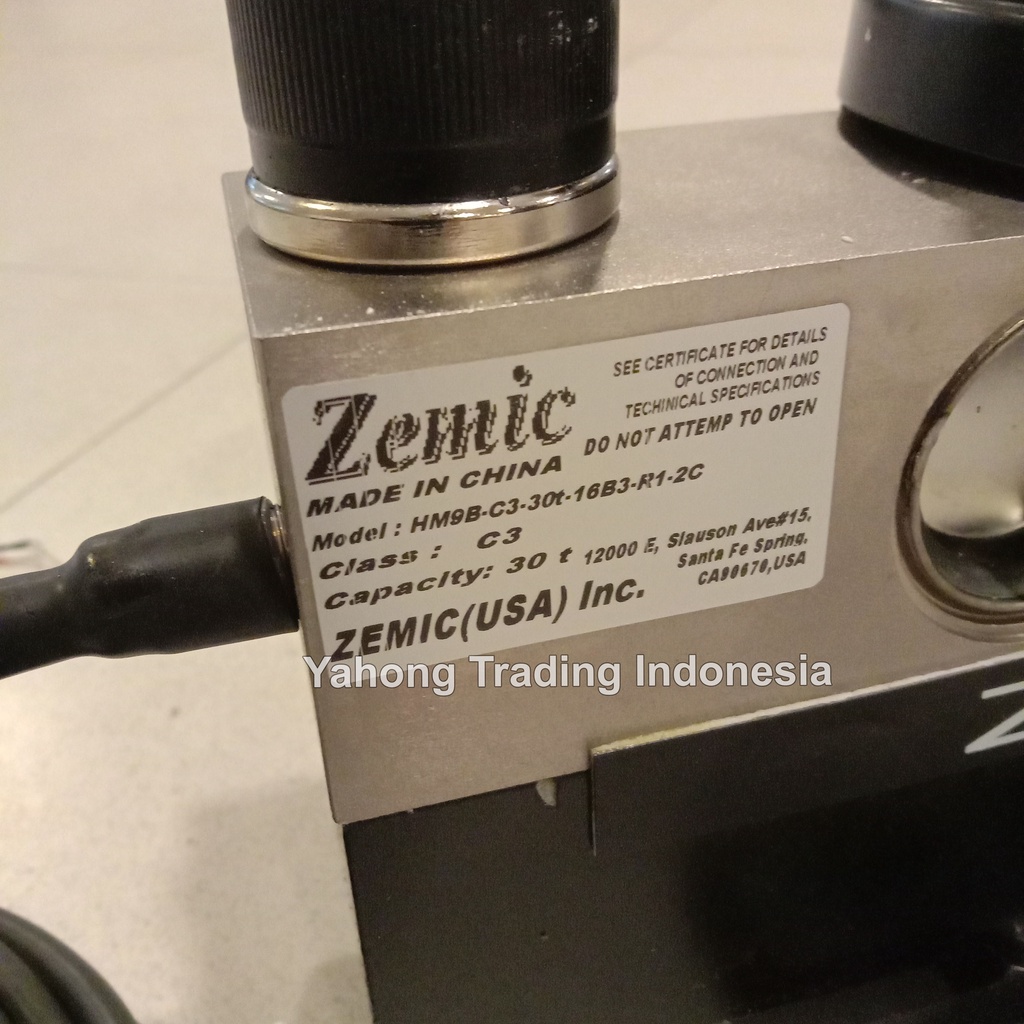 Zemic
SEE CERTIFICATE FOR DETAILS
OF CONNECTION AND
TECHINICAL SPECIFICATIONS
DO NOT ATTEMP TO OPEN
MADE IN CHINA
Model : HM9B-C3-30t-16B3-R1-2C
Class : C3
Capacity: 30 t
12000 E, Slauson Ave#15,
Santa Fe Spring,
CA90670,USA
ZEMIC(USA) Inc.
Yahong Trading Indonesia
Z